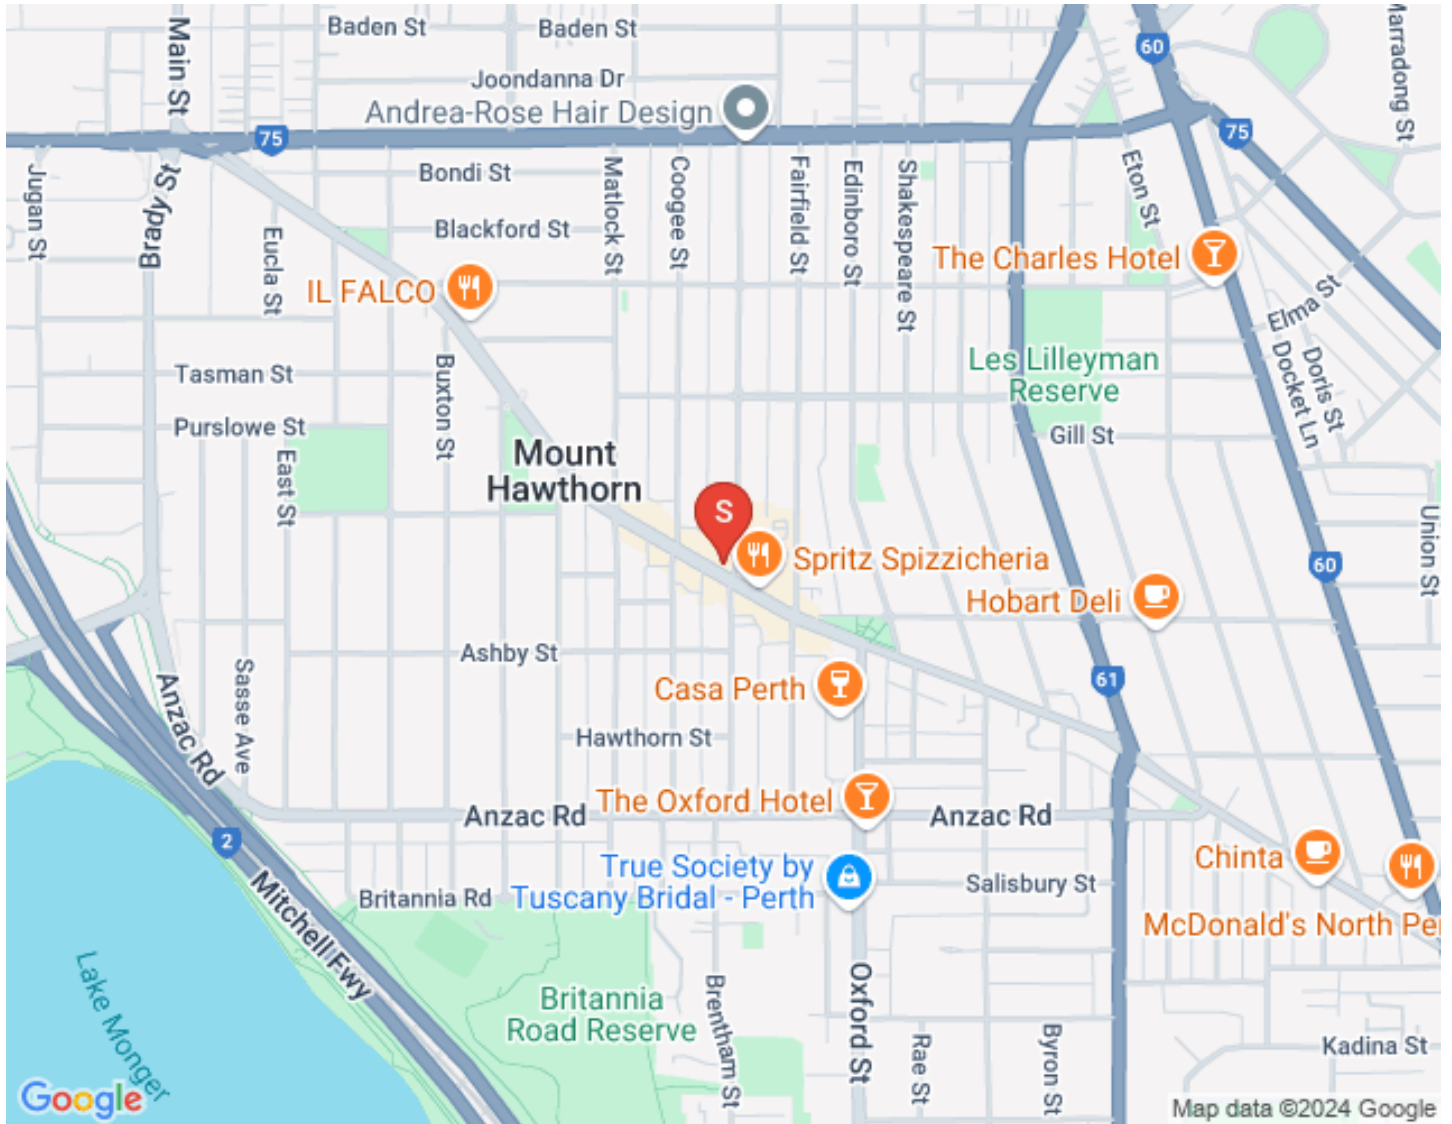 Baden St
Baden St
Main St
60
Marradong St
Joondanna Dr
Andrea-Rose Hair Design
75
75
Jugan St
Brady St
Bondi St
Matlock St
Coogee St
Fairfield St
Edinboro St
Shakespeare St
Eton St
Blackford St
Eucla St
The Charles Hotel
IL FALCO
Elma St
Tasman St
Buxton St
Les Lilleyman
Reserve
Doris St
Docket Ln
Purslowe St
Gill St
East St
Mount
Hawthorn
S
Union St
Spritz Spizzicheria
60
Hobart Deli
Ashby St
Sasse Ave
Anzac Rd
Casa Perth
61
Hawthorn St
The Oxford Hotel
Anzac Rd
Anzac Rd
2
Chinta
True Society by
Tuscany Bridal - Perth
Salisbury St
Britannia Rd
Mitchell Fwy
McDonald's North Pe
Lake Monger
Britannia
Road Reserve
Brentham St
Oxford St
Rae St
Byron St
Kadina St
Google
Map data ©2024 Google